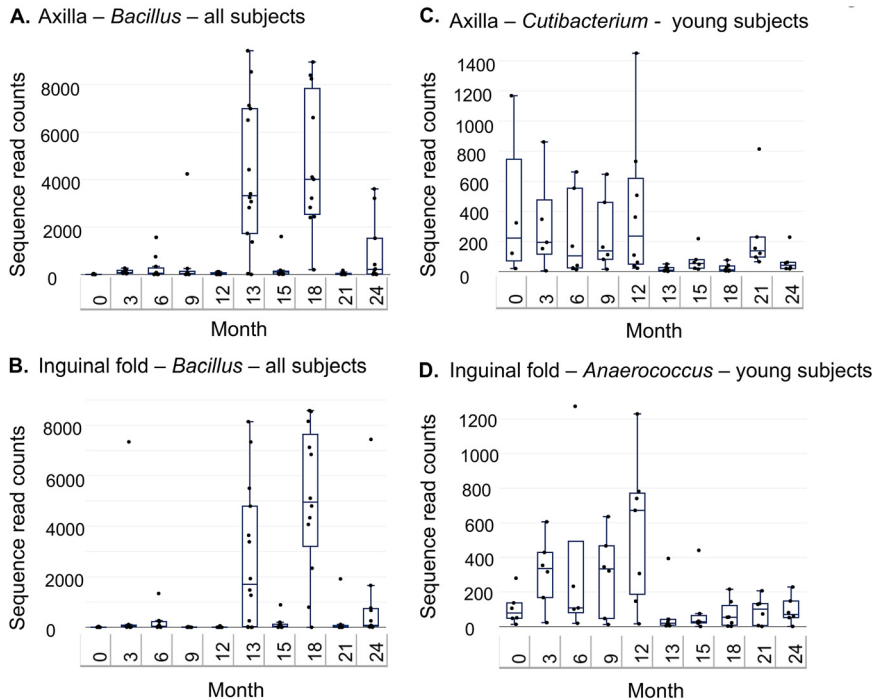 A. Axilla – Bacillus – all subjects
Sequence read counts
8000
6000
4000
2000
0
0 3 6 9 12 13 15 18 21 24
Month
B. Inguinal fold – Bacillus – all subjects
Sequence read counts
8000
6000
4000
2000
0
0 3 6 9 12 13 15 18 21 24
Month
C. Axilla – Cutibacterium - young subjects
Sequence read counts
1400
1200
1000
800
600
400
200
0
0 3 6 9 12 13 15 18 21 24
Month
D. Inguinal fold – Anaerococcus – young subjects
Sequence read counts
1200
1000
800
600
400
200
0
0 3 6 9 12 13 15 18 21 24
Month